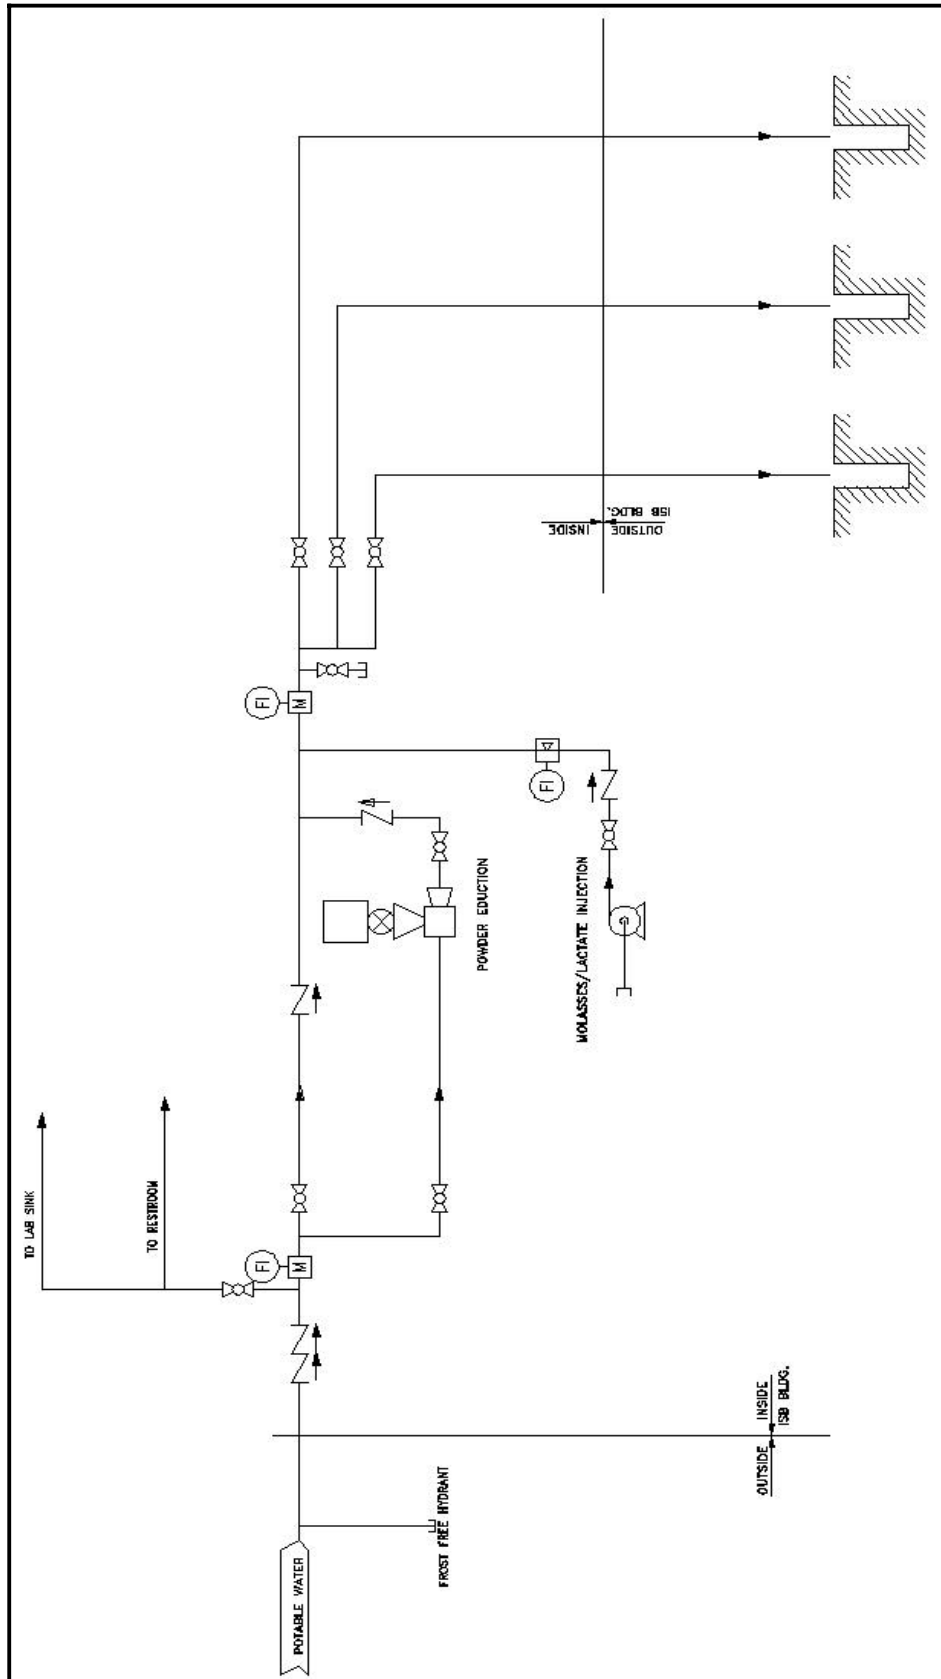 TO LAB SINK
TO RESTROOM
FI
M
POTABLE WATER
FROST FREE HYDRANT
OUTSIDE
INSIDE
ISB BLDG.
POWDER EDUCTION
MOLASSES/LACTATE INJECTION
FI
FI
M
INSIDE
OUTSIDE
ISB BLDG.